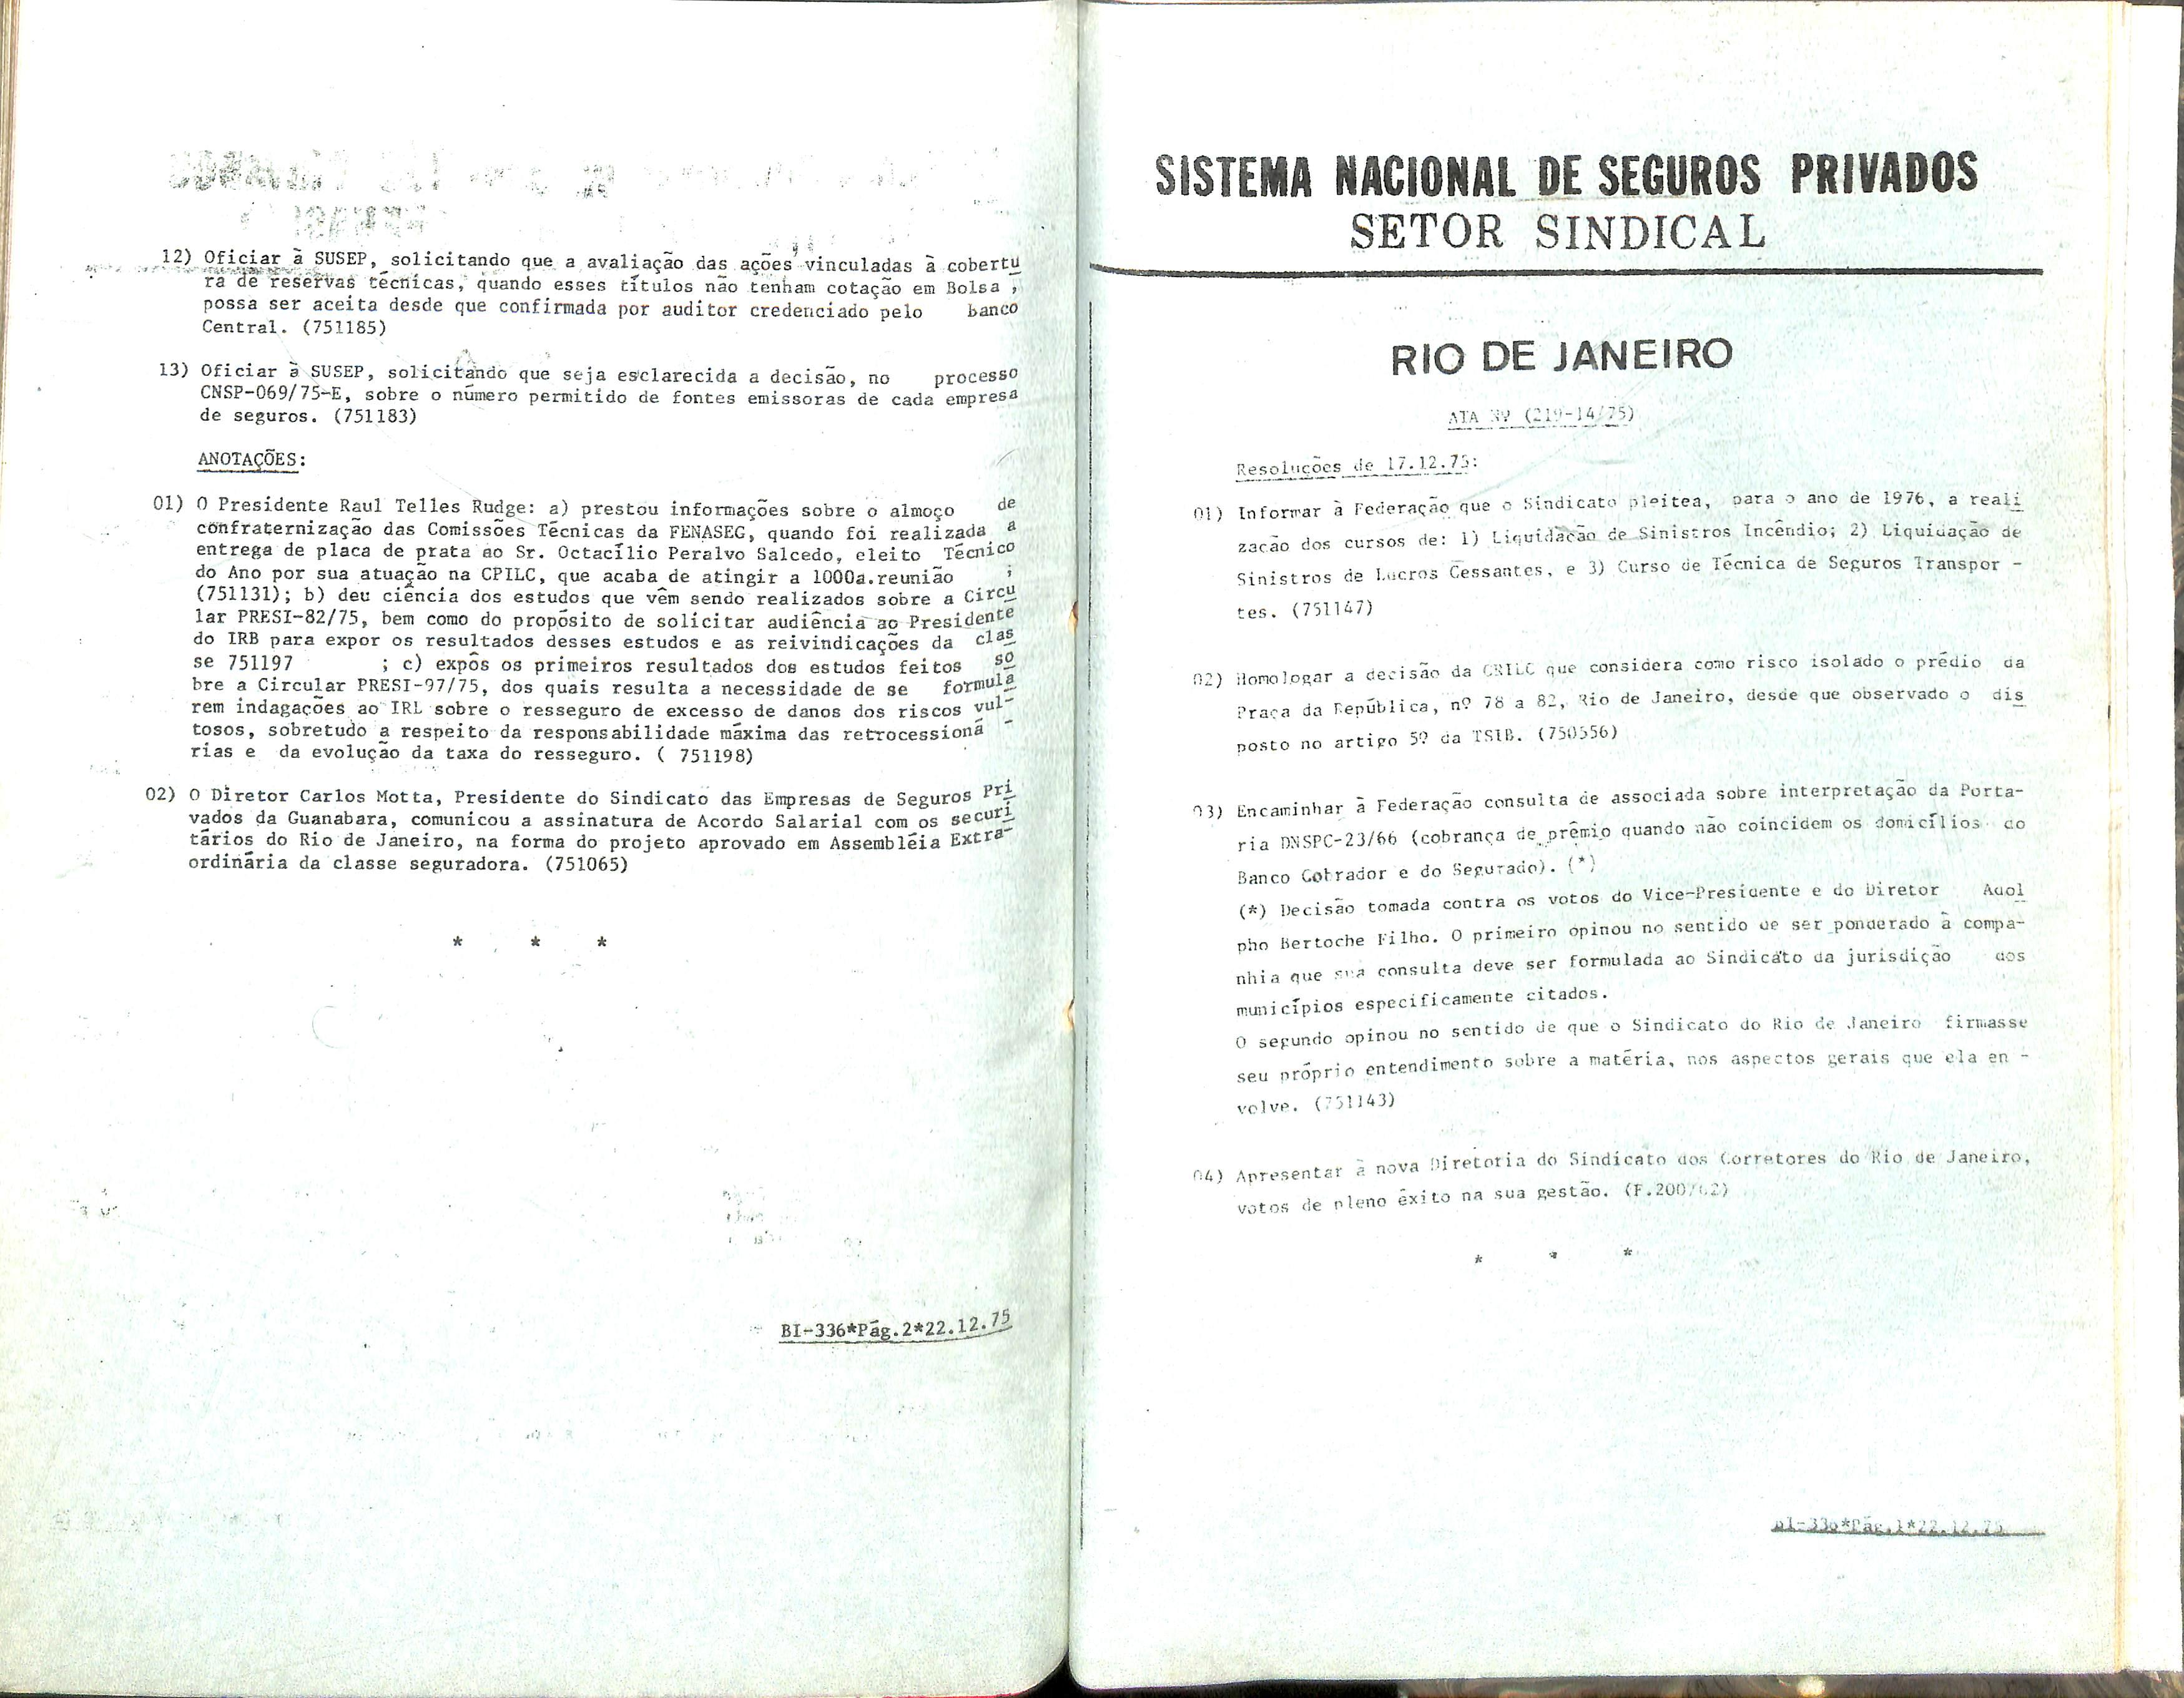 12) Oficiar à SUSEP, solicitando que a avaliação das ações vinculadas à cobertu
ra de reservas técnicas, quando esses títulos não tenham cotação em Bolsa ,
possa ser aceita desde que confirmada por auditor credenciado pelo banco
Central. (751185)
13) Oficiar à SUSEP, solicitando que seja esclarecida a decisão, no processo
CNSP-069/75-E, sobre o número permitido de fontes emissoras de cada empresa
de seguros. (751183)
ANOTAÇÕES:
01) O Presidente Raul Telles Rudge: a) prestou informações sobre o almoço de
confraternização das Comissões Técnicas da FENASEG, quando foi realizada a
entrega de placa de prata ao Sr. Octacílio Peralvo Salcedo, eleito Técnico
do Ano por sua atuação na CPILC, que acaba de atingir a 1000a.reunião ;
(751131); b) deu ciência dos estudos que vêm sendo realizados sobre a Circu
lar PRESI-82/75, bem como do propósito de solicitar audiência ao Presidente
do IRB para expor os resultados desses estudos e as reivindicações da clas
se 751197 ; c) expôs os primeiros resultados dos estudos feitos so
bre a Circular PRESI-97/75, dos quais resulta a necessidade de se formula
rem indagações ao IRL sobre o resseguro de excesso de danos dos riscos vul-
tosos, sobretudo a respeito da responsabilidade máxima das retrocessioná -
rias e da evolução da taxa do resseguro. ( 751198)
02) O Diretor Carlos Motta, Presidente do Sindicato das Empresas de Seguros Pri
vados da Guanabara, comunicou a assinatura de Acordo Salarial com os securi
tários do Rio de Janeiro, na forma do projeto aprovado em Assembléia Extra-
ordinária da classe seguradora. (751065)
* * *
BI-336*Pág.2*22.12.75
SISTEMA NACIONAL DE SEGUROS PRIVADOS
SETOR SINDICAL
RIO DE JANEIRO
ATA Nº (219-14/75)
Resoluções de 17.12.75:
01) Informar à Federação que o Sindicato pleitea, para o ano de 1976, a reali
zação dos cursos de: 1) Liquidação de Sinistros Incêndio; 2) Liquidação de
Sinistros de Lucros Cessantes, e 3) Curso de Técnica de Seguros Transpor -
tes. (751147)
02) Homologar a decisão da CRILC que considera como risco isolado o prédio da
Praça da República, nº 78 a 82, Rio de Janeiro, desde que observado o dis
posto no artigo 5º da TSIB. (750556)
03) Encaminhar à Federação consulta de associada sobre interpretação da Porta-
ria DNSPC-23/66 (cobrança de prêmio quando não coincidem os domicílios do
Banco Cobrador e do Segurado). (*)
(*) Decisão tomada contra os votos do Vice-Presidente e do Diretor Adol
pho Bertoche Filho. O primeiro opinou no sentido de ser ponderado à compa-
nhia que sua consulta deve ser formulada ao Sindicato da jurisdição dos
municípios especificamente citados.
O segundo opinou no sentido de que o Sindicato do Rio de Janeiro firmasse
seu próprio entendimento sobre a matéria, nos aspectos gerais que ela en -
volve. (751143)
04) Apresentar à nova Diretoria do Sindicato dos Corretores do Rio de Janeiro,
votos de pleno êxito na sua gestão. (F.200/62)
* * *
BI-336*Pág.1*22.12.75